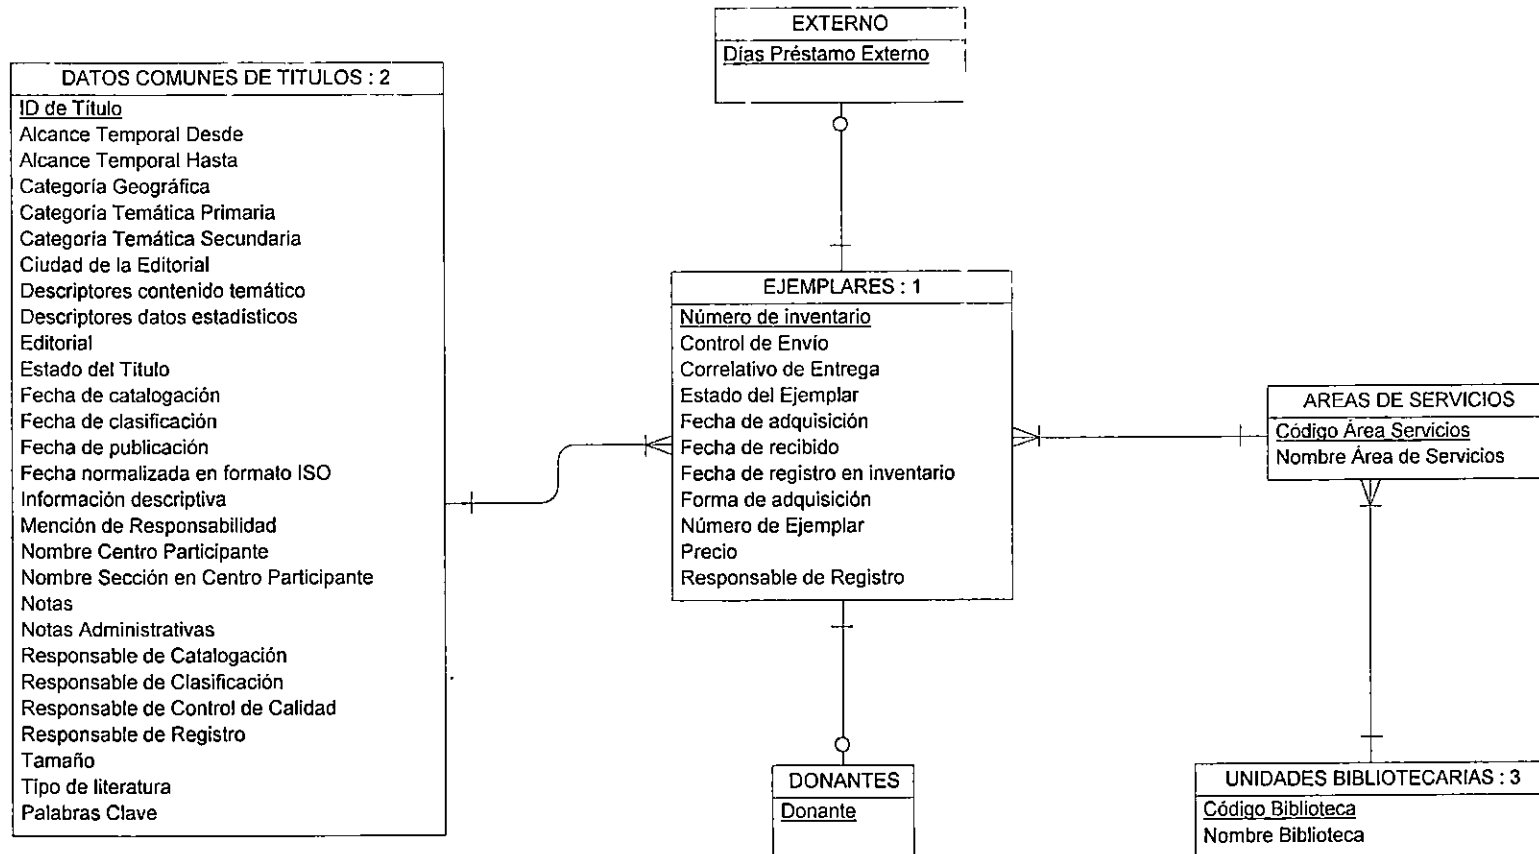 EXTERNO
Días Préstamo Externo
DATOS COMUNES DE TITULOS : 2
ID de Título
Alcance Temporal Desde
Alcance Temporal Hasta
Categoría Geográfica
Categoría Temática Primaria
Categoría Temática Secundaria
Ciudad de la Editorial
Descriptores contenido temático
Descriptores datos estadísticos
Editorial
Estado del Título
Fecha de catalogación
Fecha de clasificación
Fecha de publicación
Fecha normalizada en formato ISO
Información descriptiva
Mención de Responsabilidad
Nombre Centro Participante
Nombre Sección en Centro Participante
Notas
Notas Administrativas
Responsable de Catalogación
Responsable de Clasificación
Responsable de Control de Calidad
Responsable de Registro
Tamaño
Tipo de literatura
Palabras Clave
EJEMPLARES : 1
Número de inventario
Control de Envío
Correlativo de Entrega
Estado del Ejemplar
Fecha de adquisición
Fecha de recibido
Fecha de registro en inventario
Forma de adquisición
Número de Ejemplar
Precio
Responsable de Registro
AREAS DE SERVICIOS
Código Área Servicios
Nombre Área de Servicios
DONANTES
Donante
UNIDADES BIBLIOTECARIAS : 3
Código Biblioteca
Nombre Biblioteca